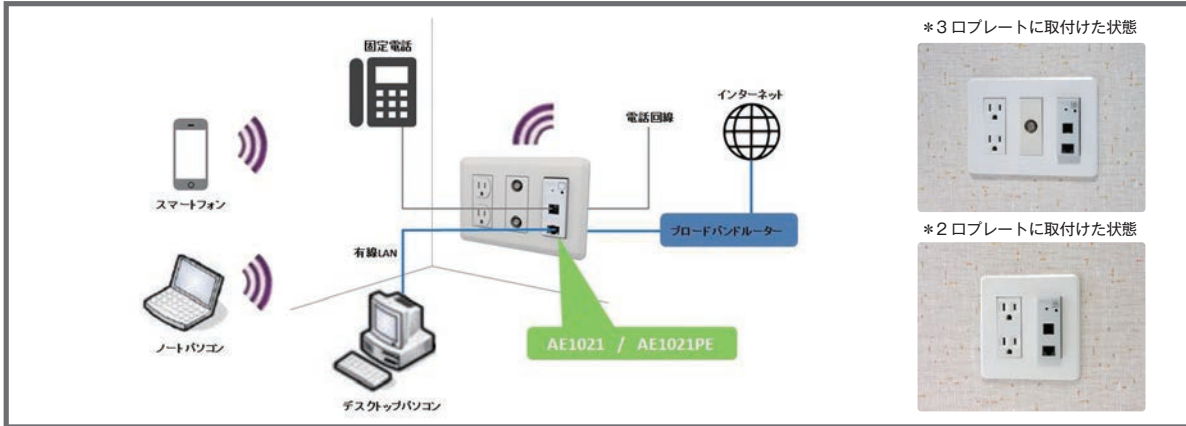 固定電話
スマートフォン
ノートパソコン
有線LAN
デスクトップパソコン
電話回線
インターネット
ブロードバンドルーター
AE1021 / AE1021PE
*3口プレートに取付けた状態
*2口プレートに取付けた状態